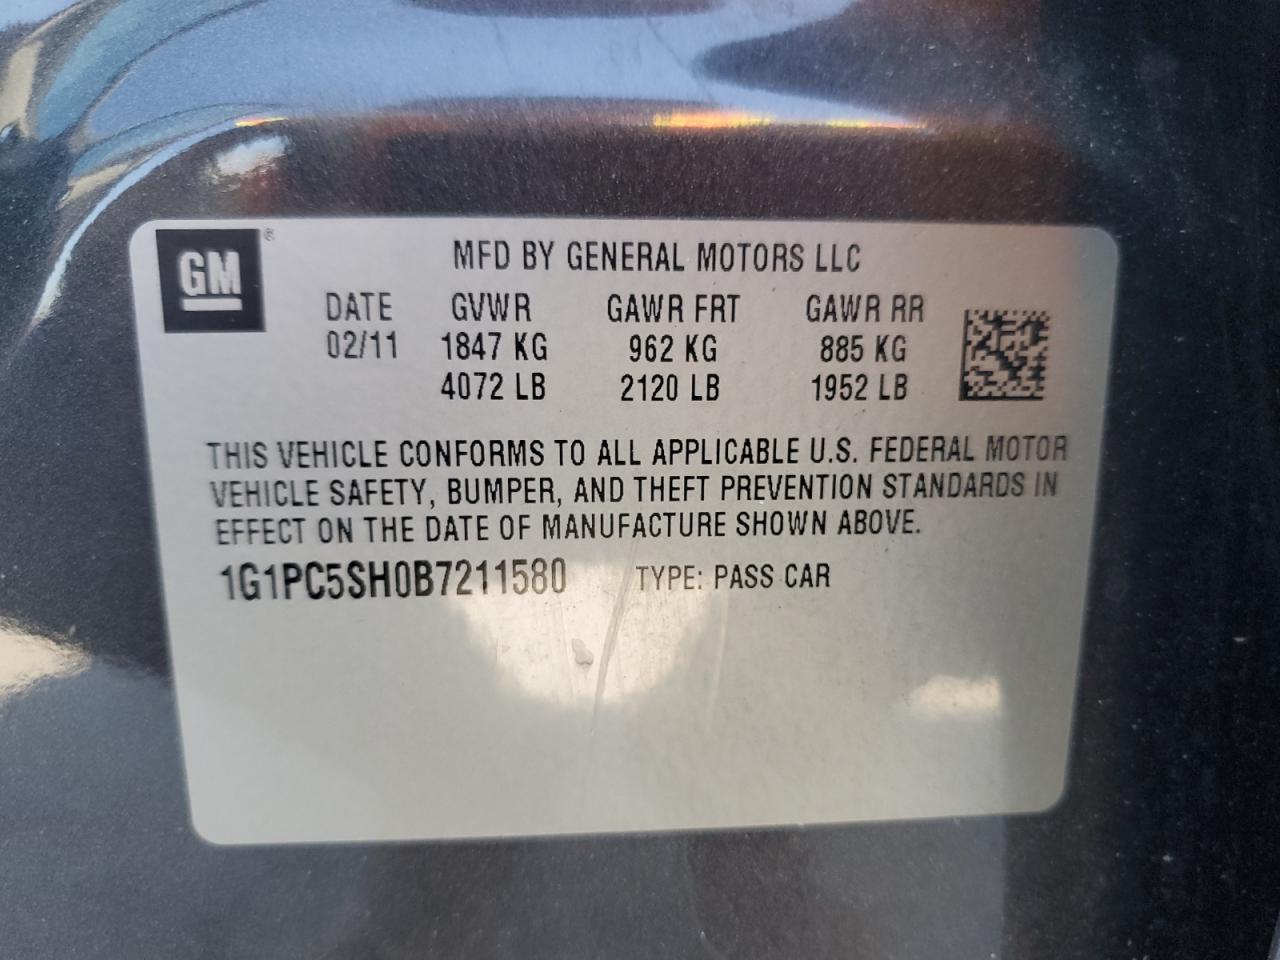 GM ®
MFD BY GENERAL MOTORS LLC
DATE GVWR GAWR FRT GAWR RR
02/11 1847 KG 962 KG 885 KG
4072 LB 2120 LB 1952 LB
THIS VEHICLE CONFORMS TO ALL APPLICABLE U.S. FEDERAL MOTOR
VEHICLE SAFETY, BUMPER, AND THEFT PREVENTION STANDARDS IN
EFFECT ON THE DATE OF MANUFACTURE SHOWN ABOVE.
1G1PC5SH0B7211580 TYPE: PASS CAR